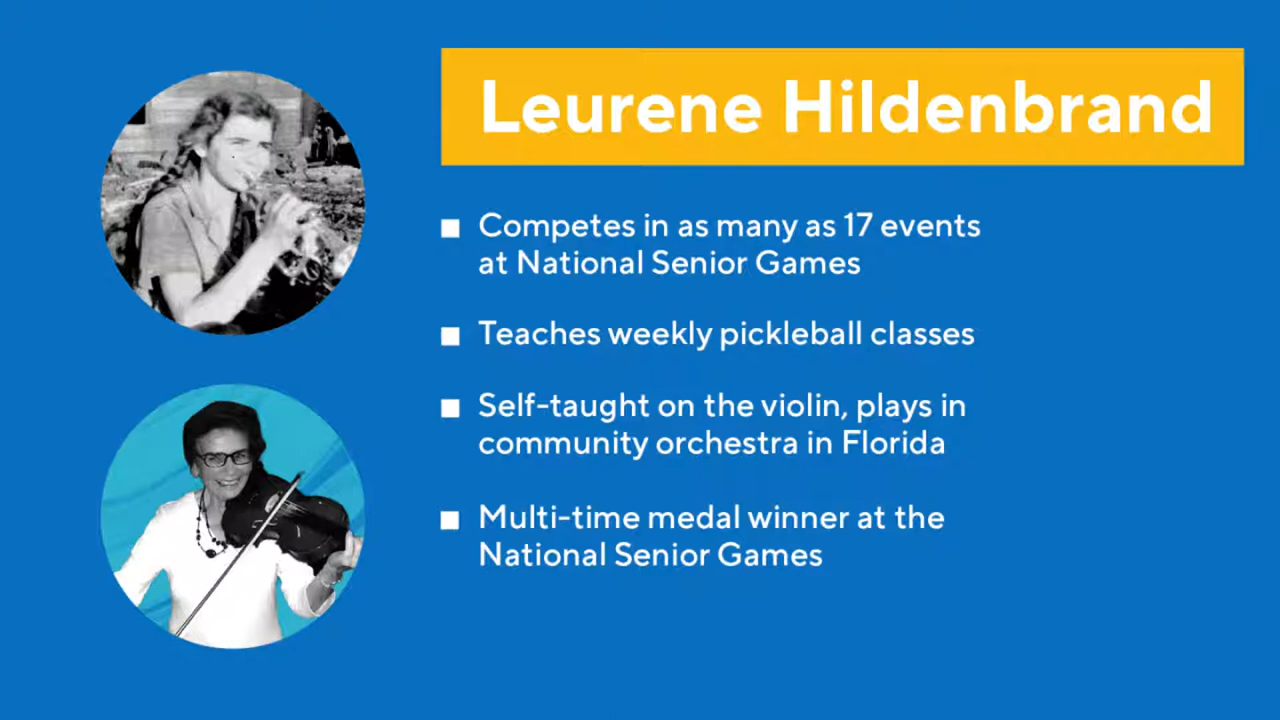 Leurene Hildenbrand
Competes in as many as 17 events
at National Senior Games
Teaches weekly pickleball classes
Self-taught on the violin, plays in
community orchestra in Florida
Multi-time medal winner at the
National Senior Games